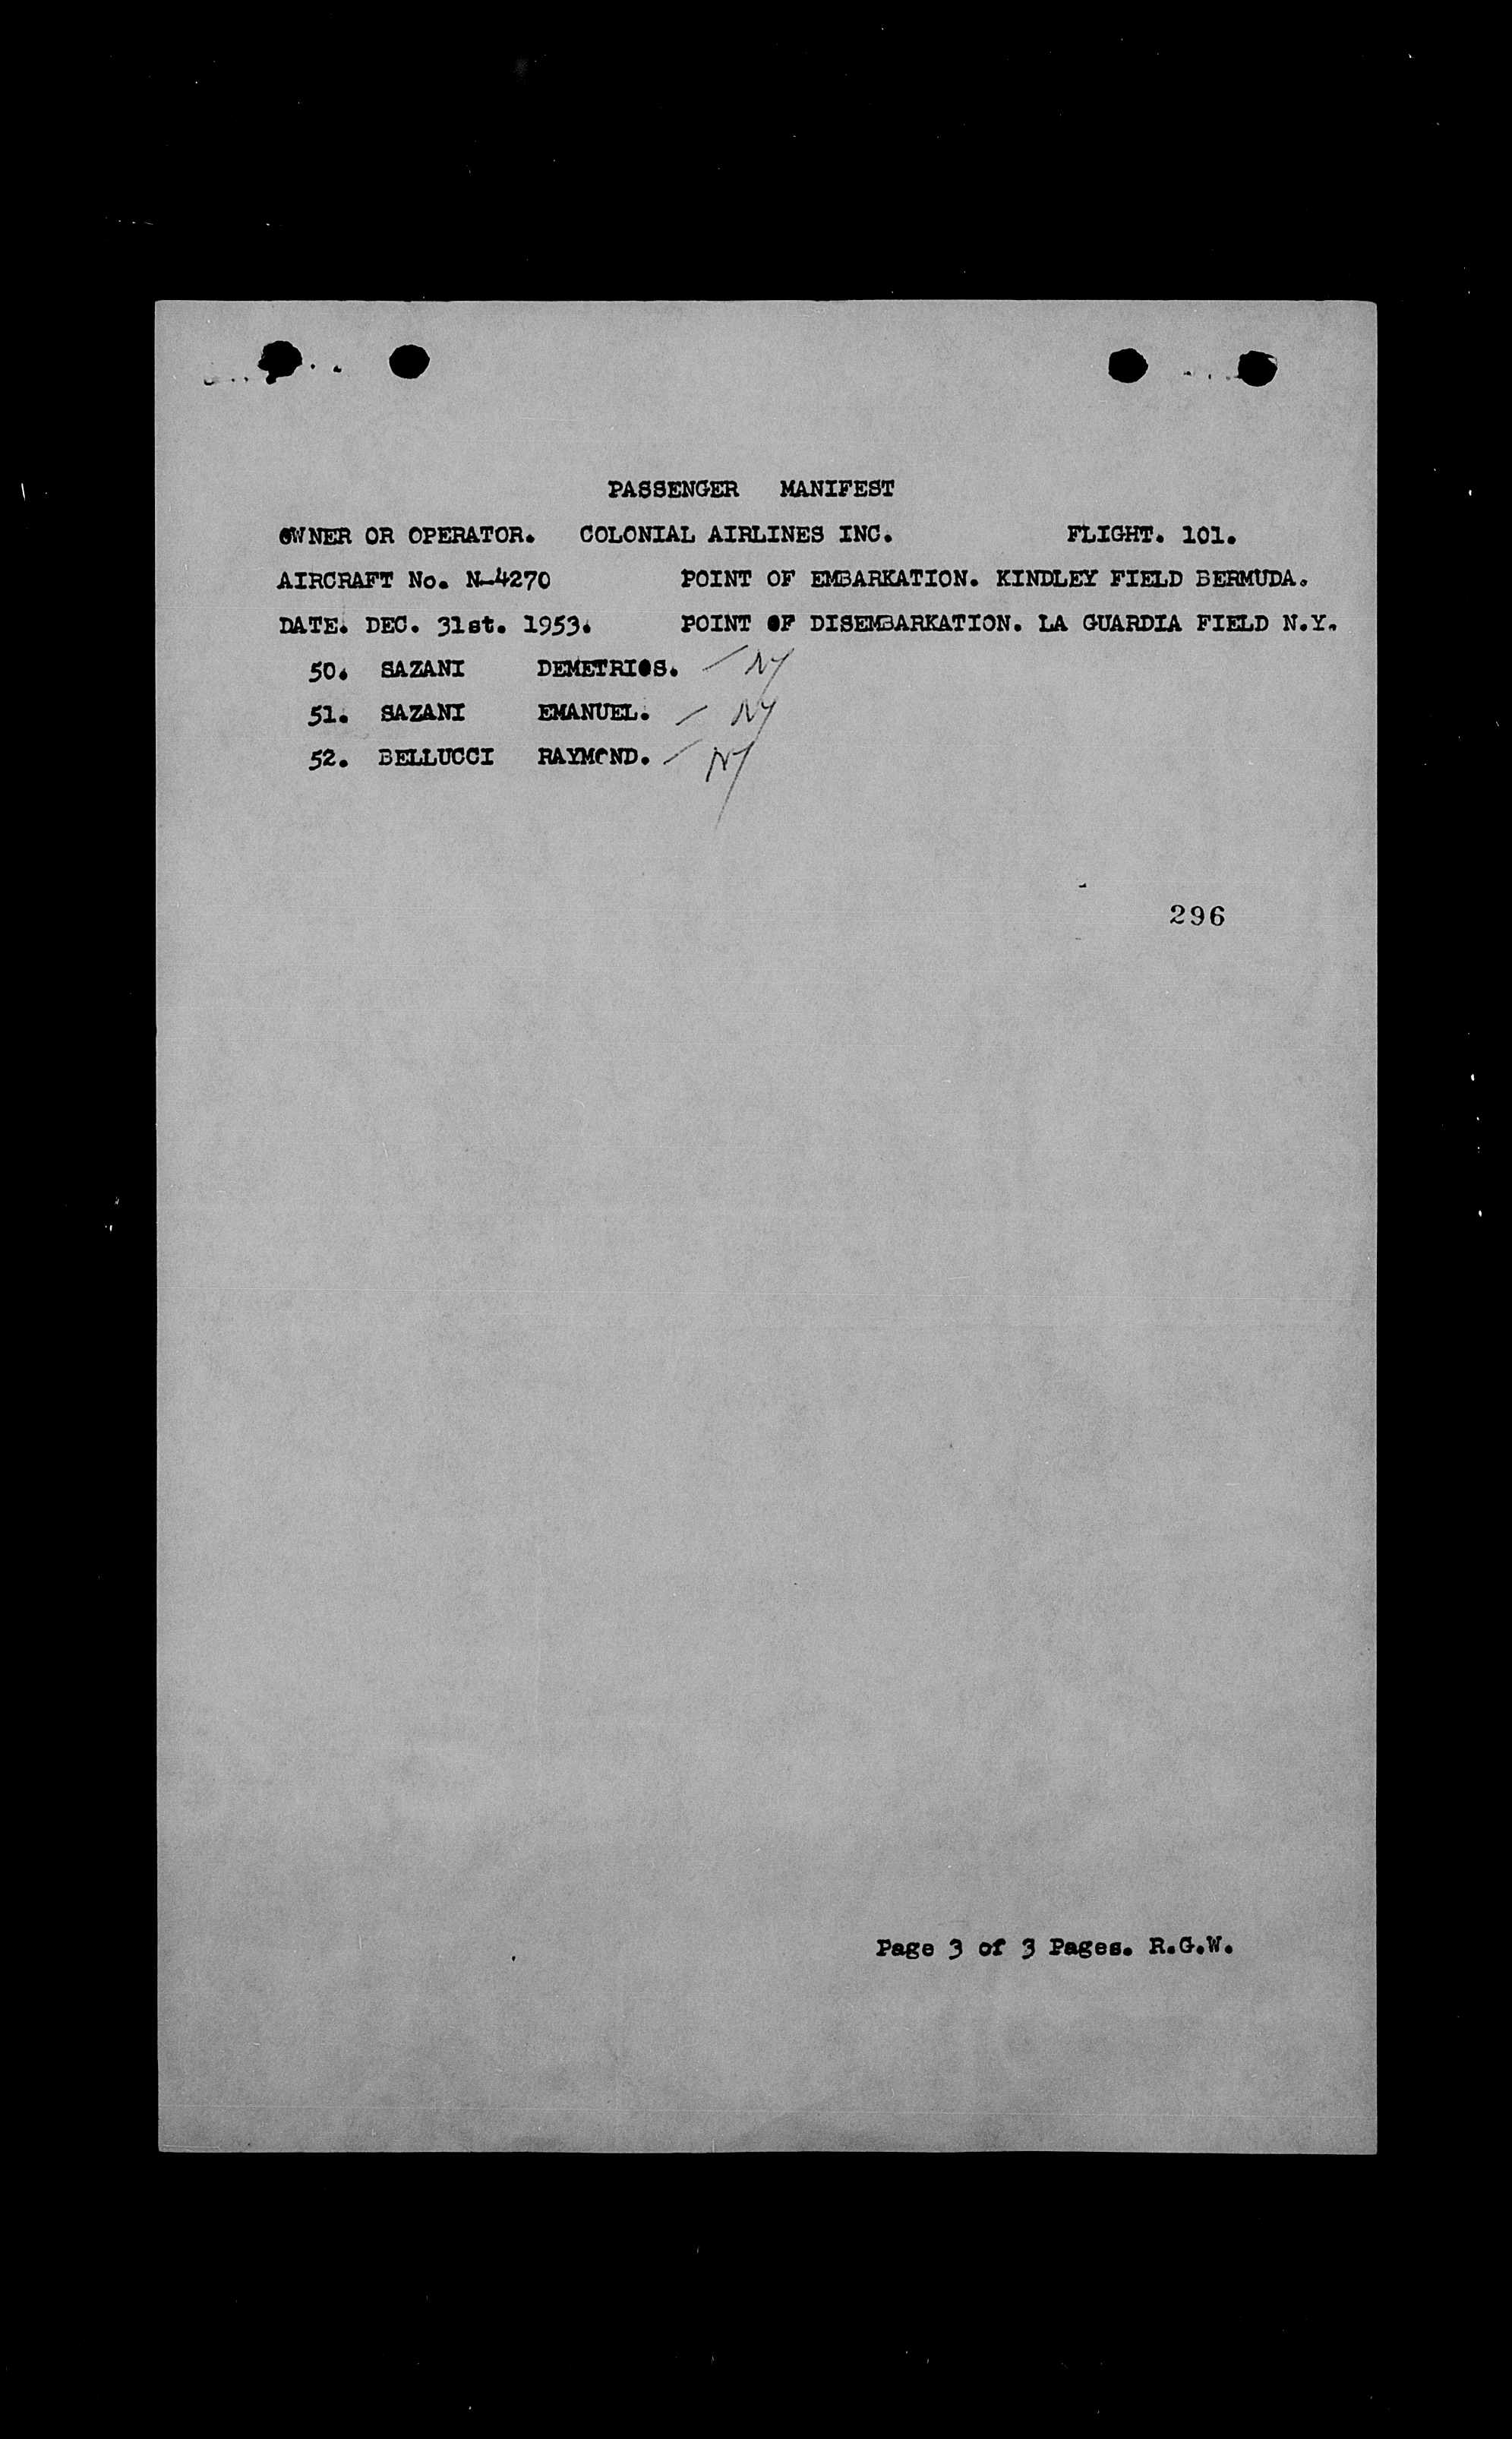 PASSENGER MANIFEST
OWNER OR OPERATOR. COLONIAL AIRLINES INC. FLIGHT. 101.
AIRCRAFT No. N-4270 POINT OF EMBARKATION. KINDLEY FIELD BERMUDA.
DATE. DEC. 31st. 1953. POINT OF DISEMBARKATION. LA GUARDIA FIELD N.Y.
50. SAZANI DEMETRIOS. NY
51. SAZANI EMANUEL. NY
52. BELLUCCI RAYMOND. NY
296
Page 3 of 3 Pages. R.G.W.